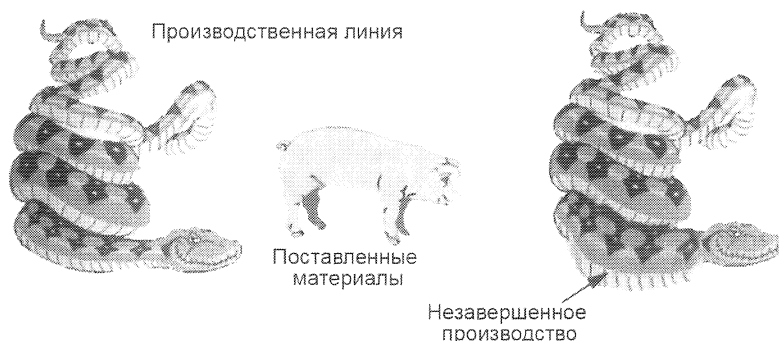 Производственная линия
Поставленные
материалы
Незавершенное
производство